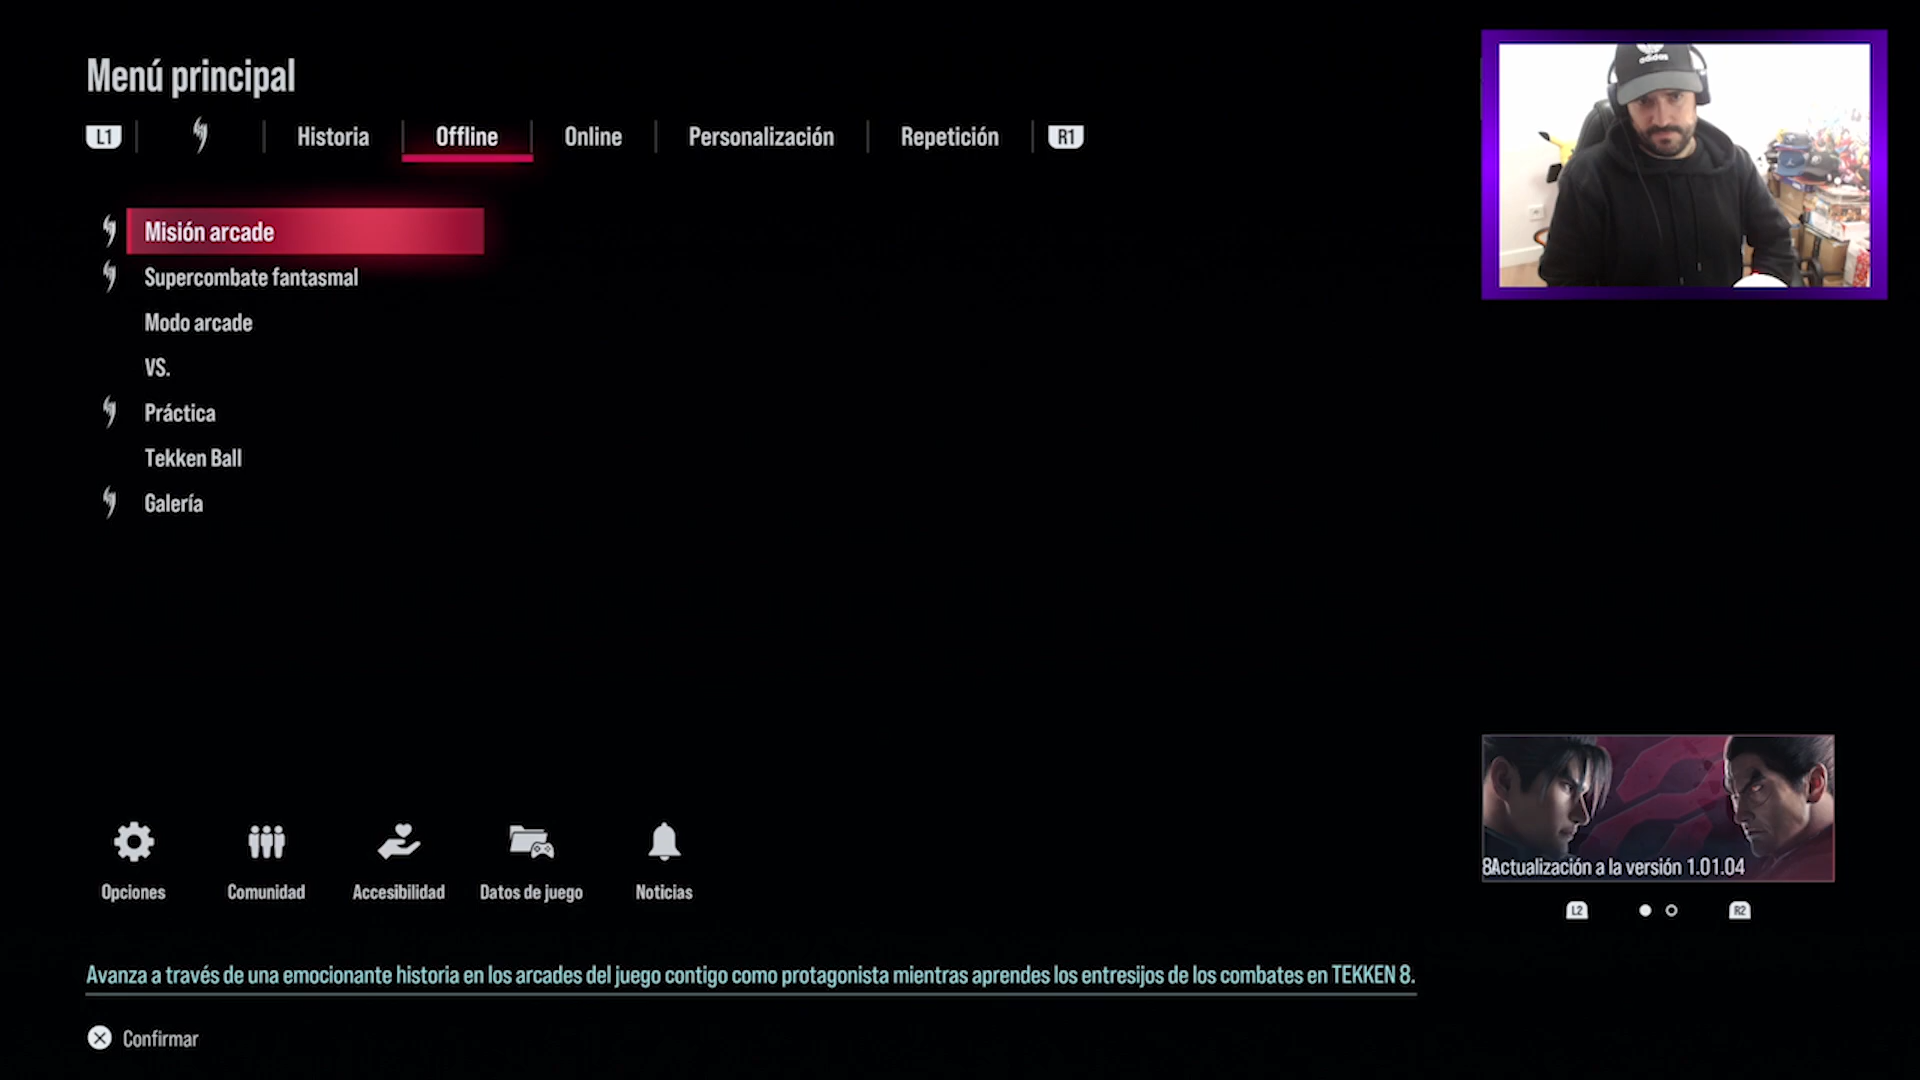 Menú principal
L1 Historia Offline Online Personalización Repetición R1
Misión arcade
Supercombate fantasmal
Modo arcade
VS.
Práctica
Tekken Ball
Galería
adidas
Actualización a la versión 1.01.04
L2 R2
Opciones Comunidad Accesibilidad Datos de juego Noticias
Avanza a través de una emocionante historia en los arcades del juego contigo como protagonista mientras aprendes los entresijos de los combates en TEKKEN 8.
Confirmar